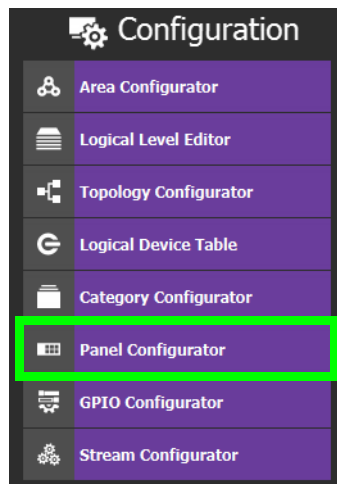 Configuration
Area Configurator
Logical Level Editor
Topology Configurator
Logical Device Table
Category Configurator
Panel Configurator
GPIO Configurator
Stream Configurator